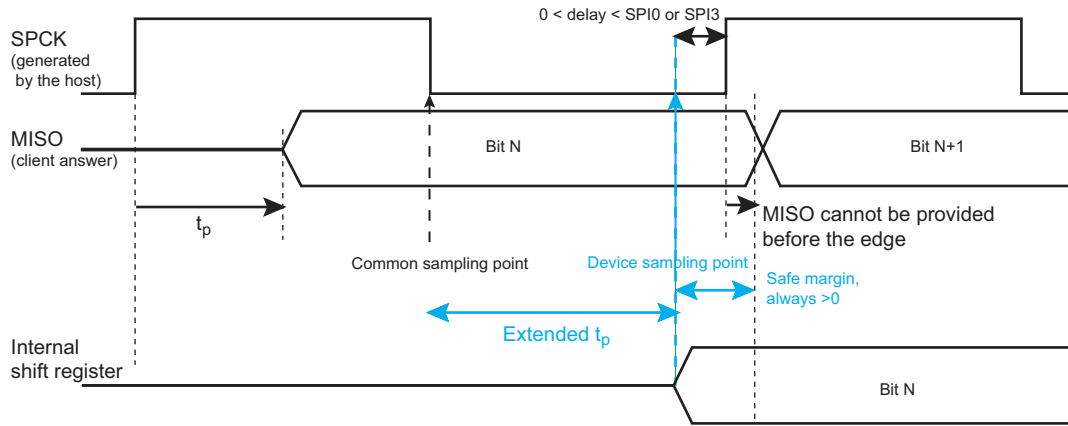 0 < delay < SPI0 or SPI3
SPCK
(generated
by the host)
MISO
(client answer)
Bit N
Bit N+1
tp
MISO cannot be provided
before the edge
Common sampling point
Device sampling point
Safe margin,
always >0
Extended tp
Internal
shift register
Bit N